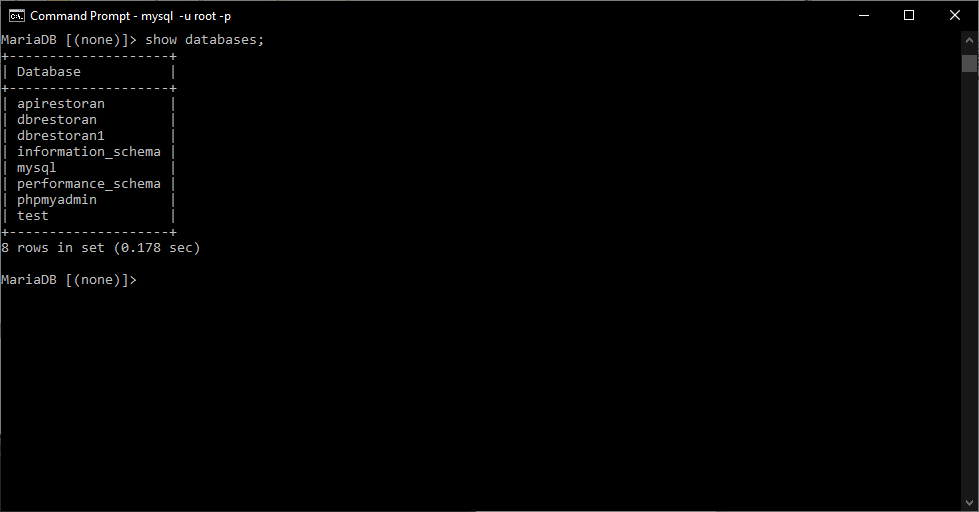 Command Prompt - mysql  -u root -p
MariaDB [(none)]> show databases;
+--------------------+
| Database           |
+--------------------+
| apirestoran        |
| dbrestoran         |
| dbrestoran1        |
| information_schema |
| mysql              |
| performance_schema |
| phpmyadmin         |
| test               |
+--------------------+
8 rows in set (0.178 sec)
MariaDB [(none)]>